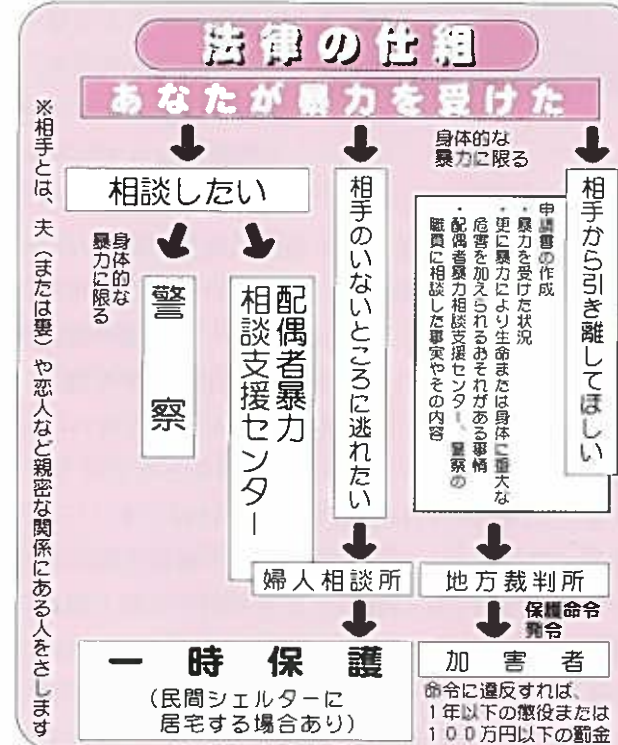 法律の仕組
あなたが暴力を受けた
※相手とは、夫（または妻）や恋人など親密な関係にある人をさします
相談したい
身体的な
暴力に限る
警察
配偶者暴力
相談支援センター
相手のいないところに逃れたい
婦人相談所
一時保護
（民間シェルターに
居宅する場合あり）
身体的な
暴力に限る
相手から引き離してほしい
申請書の作成
・暴力を受けた状況
・更に暴力により生命または身体に重大な
危害を加えられるおそれがある事情
・配偶者暴力相談支援センター、警察の
職員に相談した事実やその内容
地方裁判所
保護命令
発令
加害者
命令に違反すれば、
１年以下の懲役または
１００万円以下の罰金